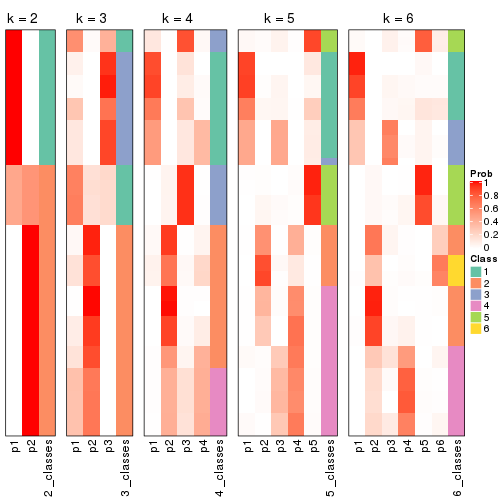 k = 2
k = 3
k = 4
k = 5
k = 6
p1
p2
2_classes
p1
p2
p3
3_classes
p1
p2
p3
p4
4_classes
p1
p2
p3
p4
p5
5_classes
p1
p2
p3
p4
p5
p6
6_classes
Prob
1
0.8
0.6
0.4
0.2
0
Class
1
2
3
4
5
6